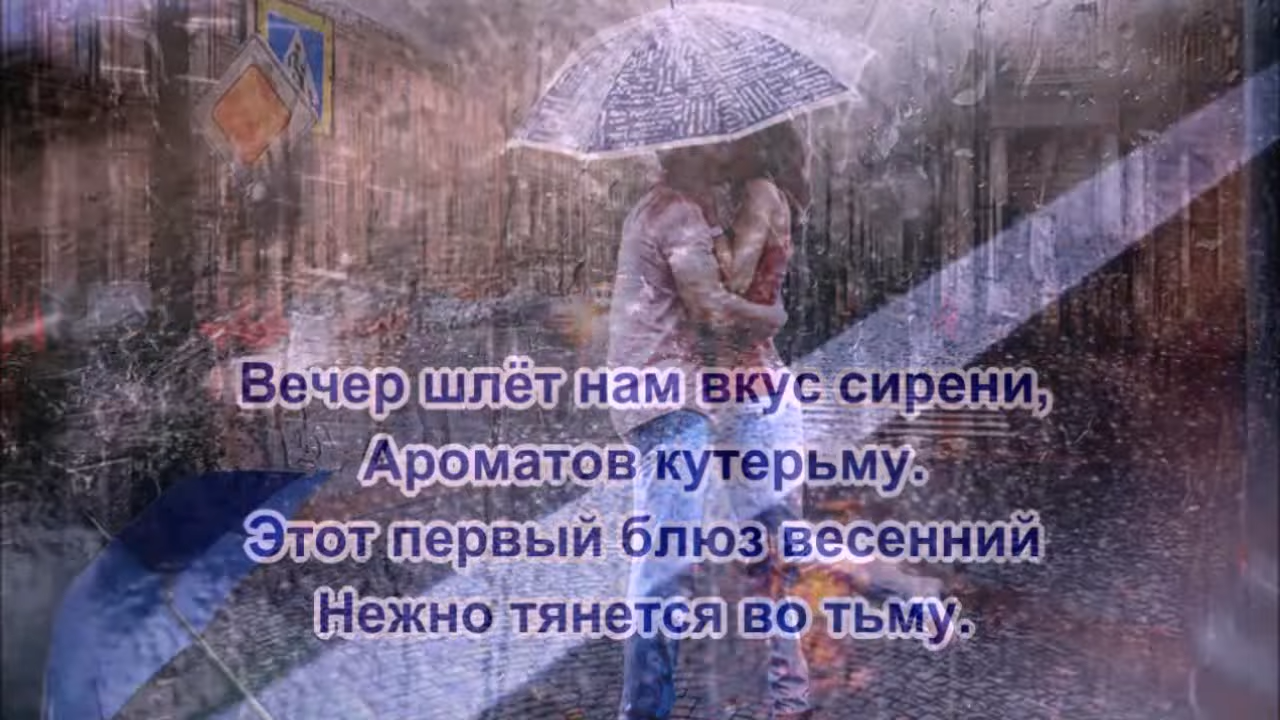 Вечер шлёт нам вкус сирени,
Ароматов кутерьму.
Этот первый блюз весенний
Нежно тянется во тьму.